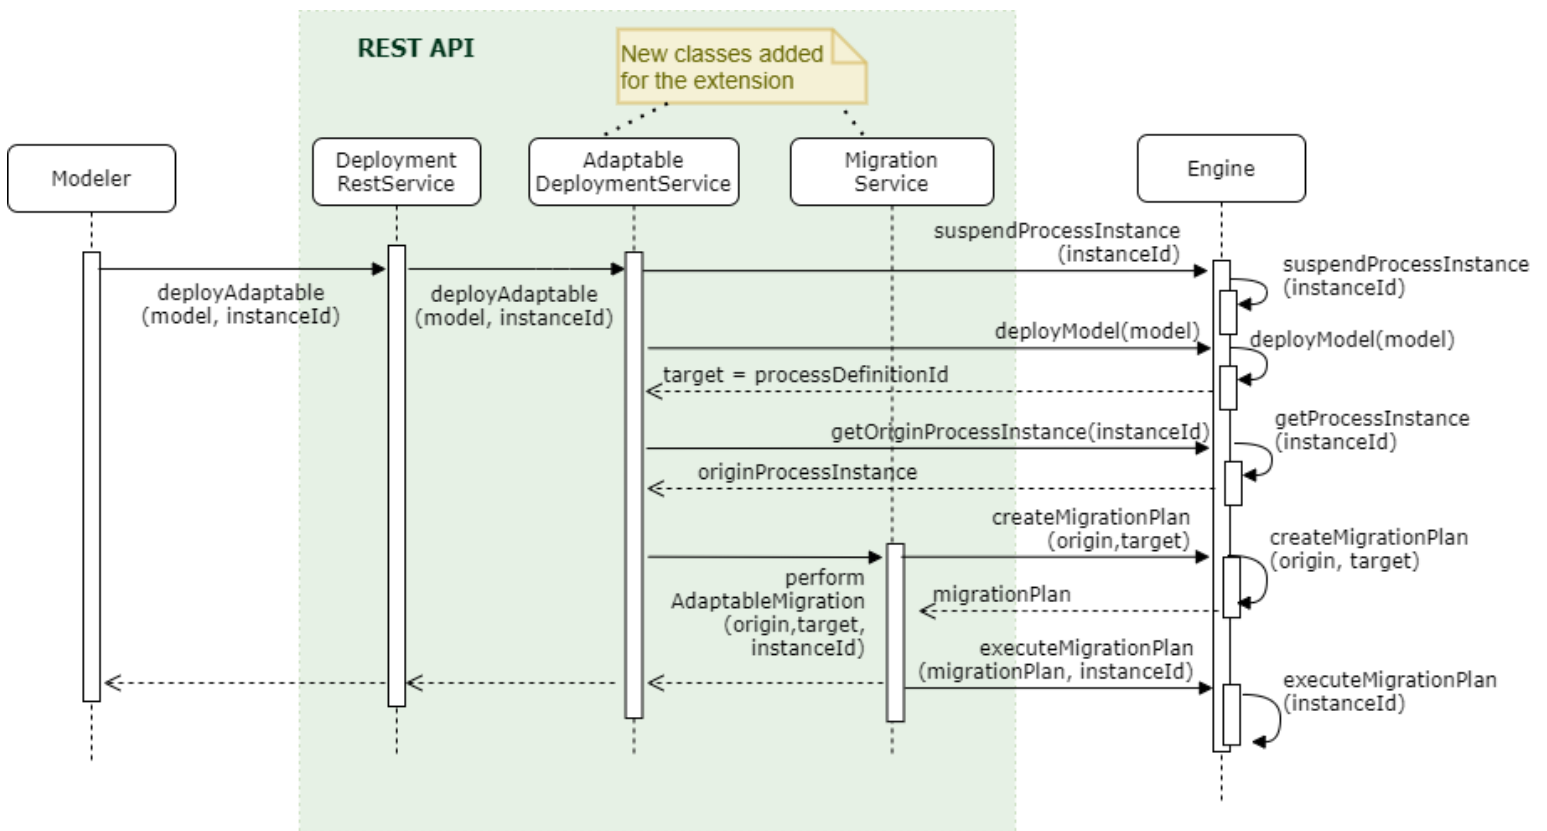 REST API
New classes added
for the extension
Modeler
Deployment
RestService
Adaptable
DeploymentService
Migration
Service
Engine
suspendProcessInstance
(instanceId)
suspendProcessInstance
(instanceId)
deployAdaptable
(model, instanceId)
deployAdaptable
(model, instanceId)
deployModel(model)
deployModel(model)
target = processDefinitionId
getOriginProcessInstance(instanceId)
getProcessInstance
(instanceId)
originProcessInstance
createMigrationPlan
(origin,target)
createMigrationPlan
(origin, target)
perform
AdaptableMigration
(origin,target,
instanceId)
migrationPlan
executeMigrationPlan
(migrationPlan, instanceId)
executeMigrationPlan
(instanceId)